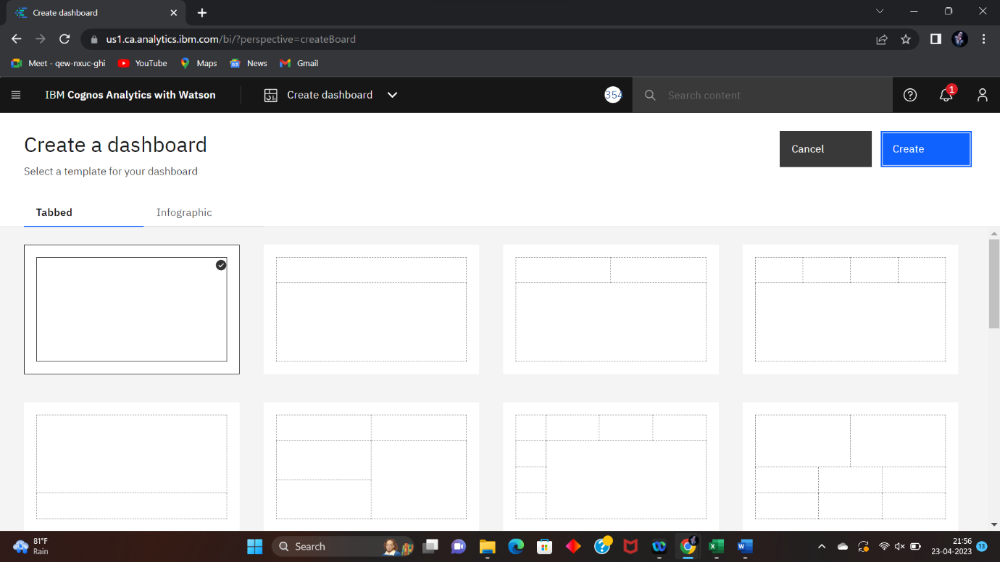 Create dashboard
us1.ca.analytics.ibm.com/bi/?perspective=createBoard
Meet - qew-nxuc-ghi YouTube Maps News Gmail
IBM Cognos Analytics with Watson Create dashboard 354 Search content 1
Create a dashboard
Cancel Create
Select a template for your dashboard
Tabbed Infographic
81°F
Rain
Search
21:56
23-04-2023
13